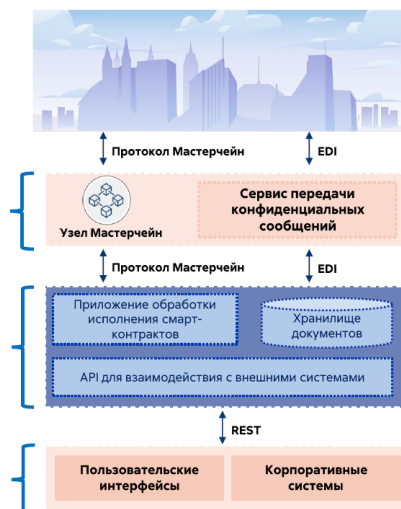 Протокол Мастерчейн
EDI
Узел Мастерчейн
Сервис передачи
конфиденциальных
сообщений
Протокол Мастерчейн
EDI
Приложение обработки
исполнения смарт-
контрактов
Хранилище
документов
API для взаимодействия с внешними системами
REST
Пользовательские
интерфейсы
Корпоративные
системы